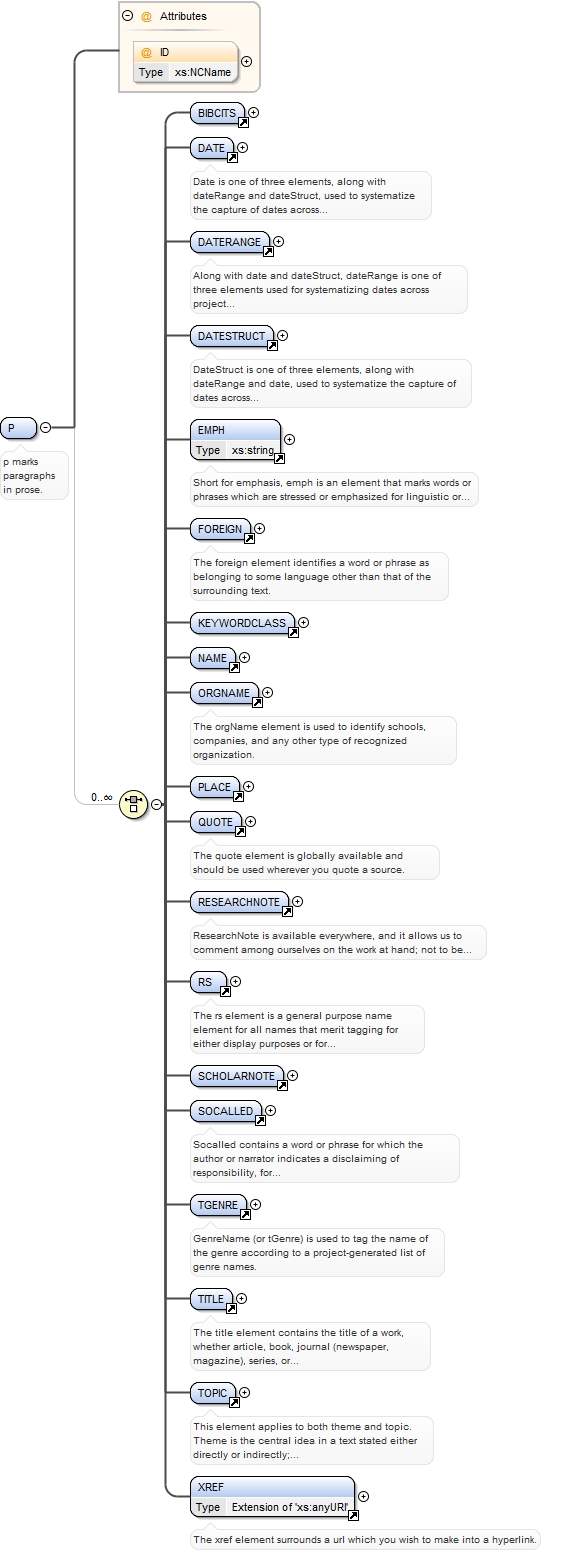 @ Attributes
@ ID
Type xs:NCName
BIBCITS
DATE
Date is one of three elements, along with
dateRange and dateStruct, used to systematize
the capture of dates across...
DATERANGE
Along with date and dateStruct, dateRange is one of
three elements used for systematizing dates across
project...
DATESTRUCT
DateStruct is one of three elements, along with
dateRange and date, used to systematize the capture of
dates across...
P
p marks
paragraphs
in prose.
EMPH
Type xs:string
Short for emphasis, emph is an element that marks words or
phrases which are stressed or emphasized for linguistic or...
FOREIGN
The foreign element identifies a word or phrase as
belonging to some language other than that of the
surrounding text.
KEYWORDCLASS
NAME
ORGNAME
The orgName element is used to identify schools,
companies, and any other type of recognized
organization.
PLACE
0..∞
QUOTE
The quote element is globally available and
should be used wherever you quote a source.
RESEARCHNOTE
ResearchNote is available everywhere, and it allows us to
comment among ourselves on the work at hand; not to be...
RS
The rs element is a general purpose name
element for all names that merit tagging for
either display purposes or for...
SCHOLARNOTE
SOCALLED
Socalled contains a word or phrase for which the
author or narrator indicates a disclaiming of
responsibility, for...
TGENRE
GenreName (or tGenre) is used to tag the name of
the genre according to a project-generated list of
genre names.
TITLE
The title element contains the title of a work,
whether article, book, journal (newspaper,
magazine), series, or...
TOPIC
This element applies to both theme and topic.
Theme is the central idea in a text stated either
directly or indirectly;...
XREF
Type Extension of 'xs:anyURI'
The xref element surrounds a url which you wish to make into a hyperlink.